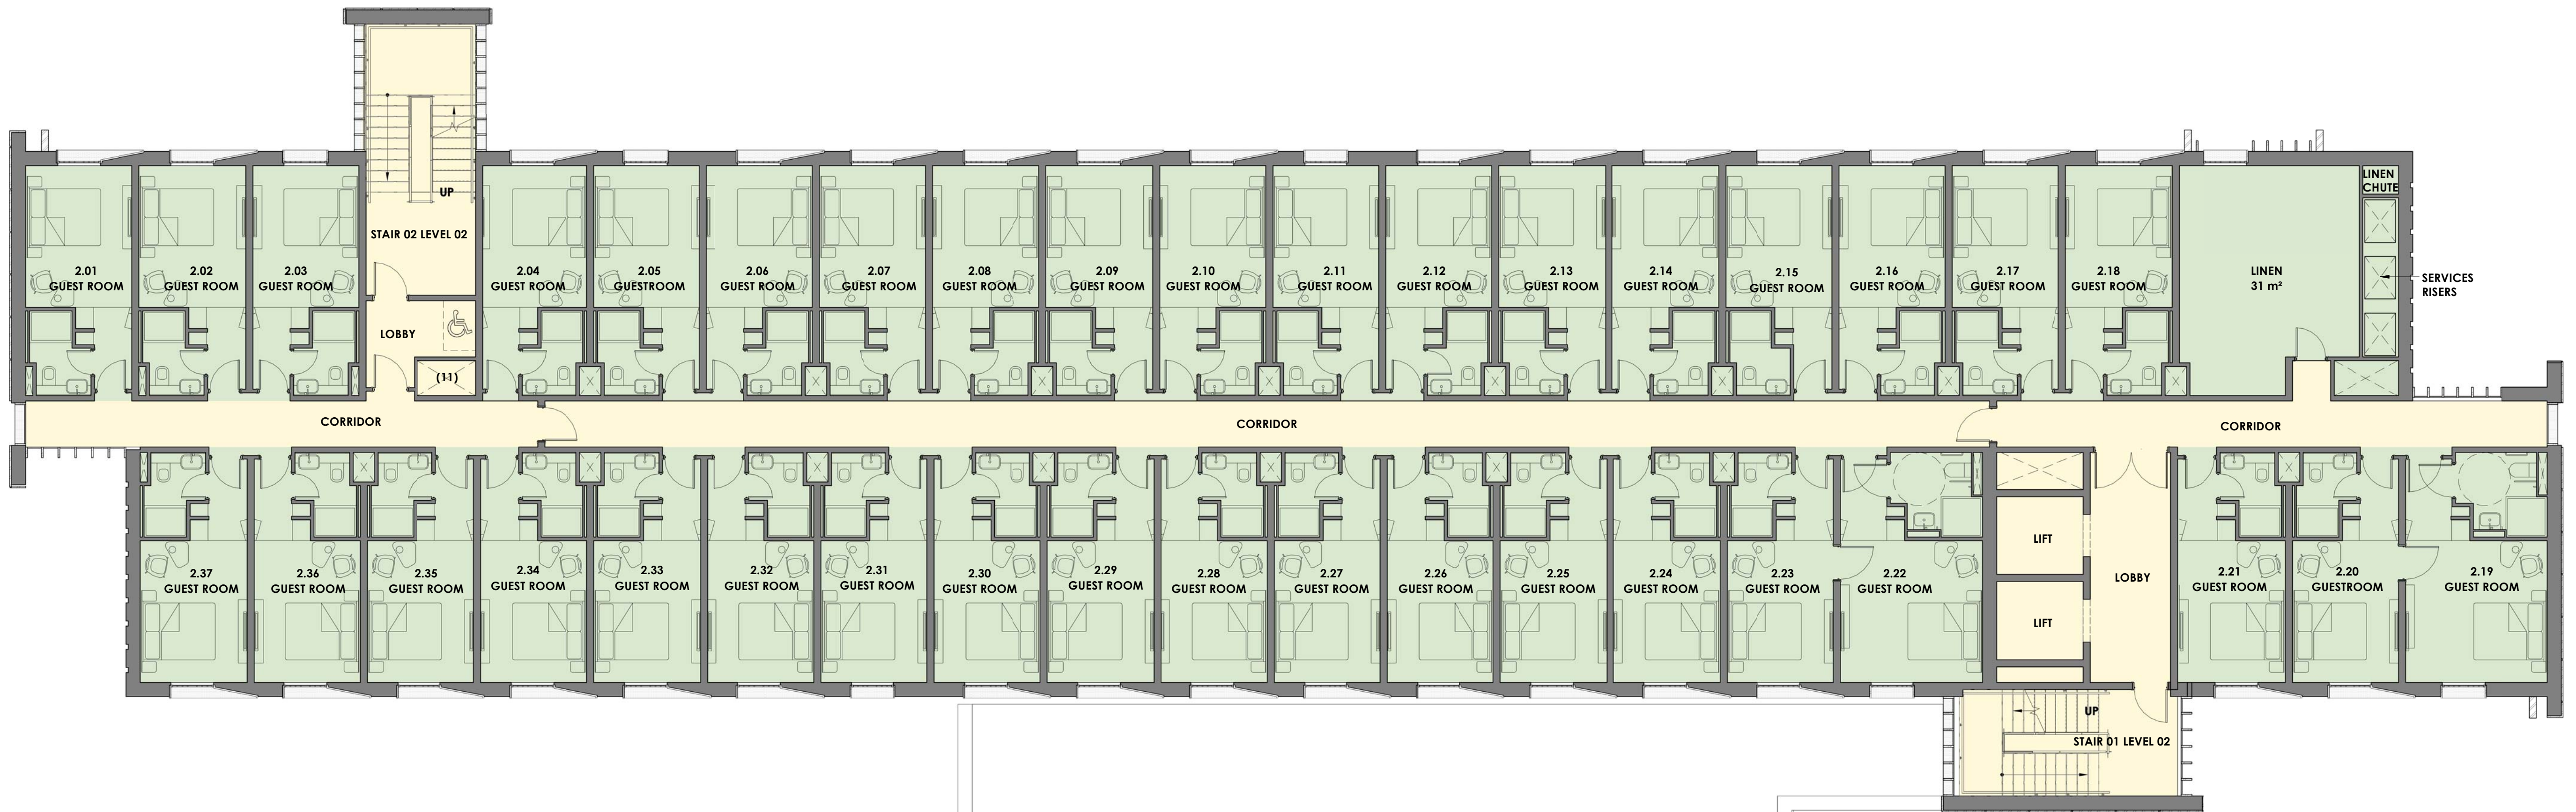 UP
STAIR 02 LEVEL 02
LINEN
CHUTE
2.01
GUEST ROOM
2.02
GUEST ROOM
2.03
GUEST ROOM
2.04
GUEST ROOM
2.05
GUESTROOM
2.06
GUEST ROOM
2.07
GUEST ROOM
2.08
GUEST ROOM
2.09
GUEST ROOM
2.10
GUEST ROOM
2.11
GUEST ROOM
2.12
GUEST ROOM
2.13
GUEST ROOM
2.14
GUEST ROOM
2.15
GUEST ROOM
2.16
GUEST ROOM
2.17
GUEST ROOM
2.18
GUEST ROOM
LINEN
31 m²
SERVICES
RISERS
LOBBY
(11)
CORRIDOR
CORRIDOR
CORRIDOR
2.37
GUEST ROOM
2.36
GUEST ROOM
2.35
GUEST ROOM
2.34
GUEST ROOM
2.33
GUEST ROOM
2.32
GUEST ROOM
2.31
GUEST ROOM
2.30
GUEST ROOM
2.29
GUEST ROOM
2.28
GUEST ROOM
2.27
GUEST ROOM
2.26
GUEST ROOM
2.25
GUEST ROOM
2.24
GUEST ROOM
2.23
GUEST ROOM
2.22
GUEST ROOM
LIFT
LIFT
LOBBY
2.21
GUEST ROOM
2.20
GUESTROOM
2.19
GUEST ROOM
UP
STAIR 01 LEVEL 02